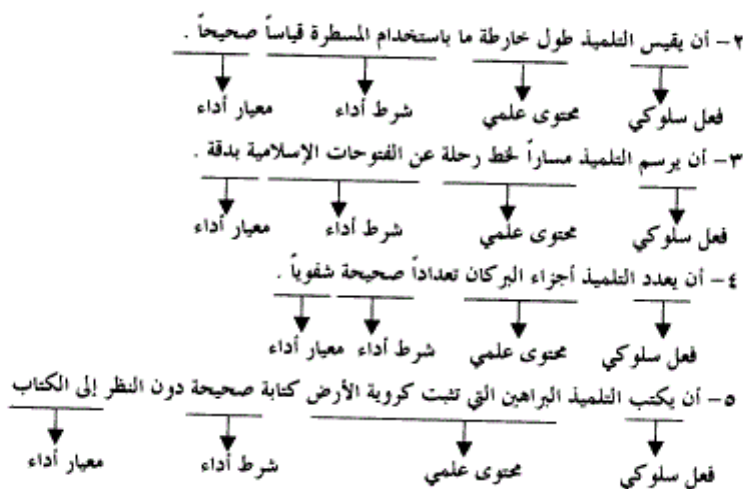 ٢- أن يقيس التلميذ طول خارطة ما باستخدام المسطرة قياساً صحيحاً .
فعل سلوكي محتوى علمي شرط أداء معيار أداء
٣- أن يرسم التلميذ مساراً لخط رحلة عن الفتوحات الإسلامية بدقة .
فعل سلوكي محتوى علمي شرط أداء معيار أداء
٤- أن يعدد التلميذ أجزاء البركان تعداداً صحيحة شفوياً .
فعل سلوكي محتوى علمي شرط أداء معيار أداء
٥- أن يكتب التلميذ البراهين التي تثبت كروية الأرض كتابة صحيحة دون النظر إلى الكتاب
فعل سلوكي محتوى علمي شرط أداء معيار أداء